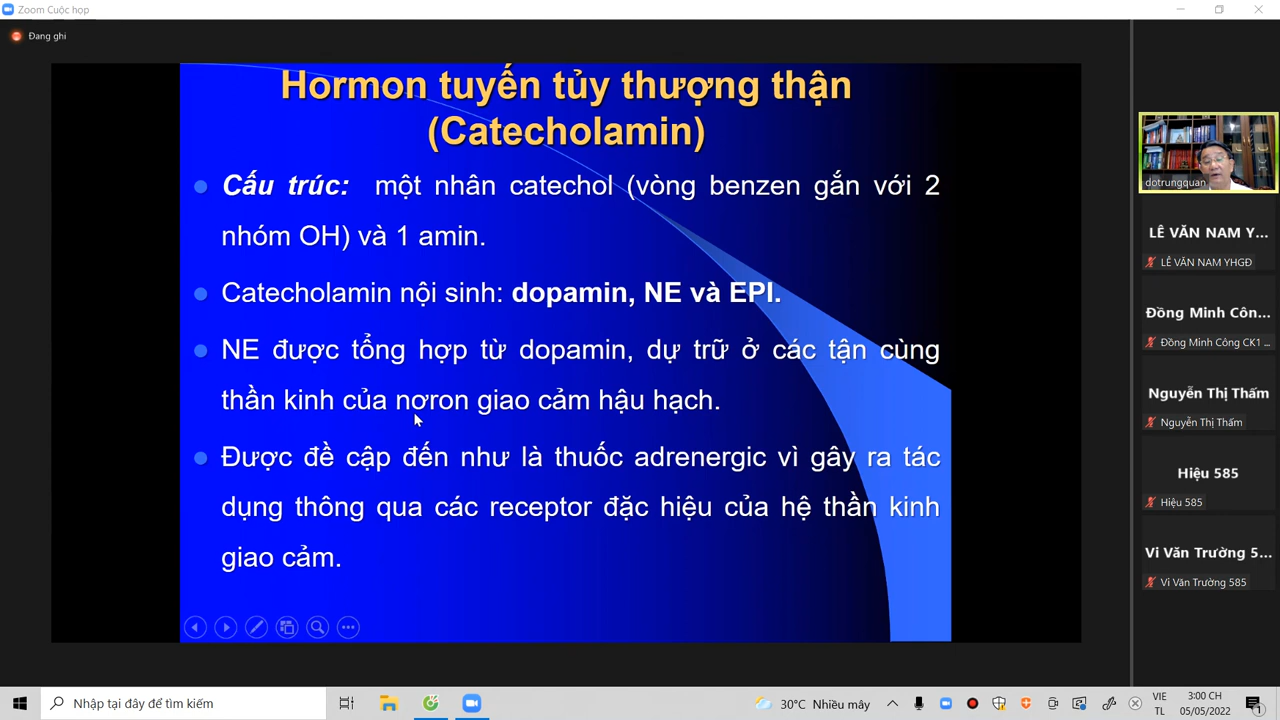 Zoom Cuộc họp
Đang ghi
Hormon tuyến tủy thượng thận
(Catecholamin)
Cấu trúc: một nhân catechol (vòng benzen gắn với 2
nhóm OH) và 1 amin.
Catecholamin nội sinh: dopamin, NE và EPI.
NE được tổng hợp từ dopamin, dự trữ ở các tận cùng
thần kinh của nơron giao cảm hậu hạch.
Được đề cập đến như là thuốc adrenergic vì gây ra tác
dụng thông qua các receptor đặc hiệu của hệ thần kinh
giao cảm.
dotrungquan
LÊ VĂN NAM Y...
LÊ VĂN NAM YHGĐ
Đồng Minh Côn...
Đồng Minh Công CK1 ...
Nguyễn Thị Thấm
Nguyễn Thị Thấm
Hiệu 585
Hiệu 585
Vi Văn Trường 5...
Vi Văn Trường 585
Nhập tại đây để tìm kiếm
30°C Nhiều mây
VIE
TL
3:00 CH
05/05/2022
1